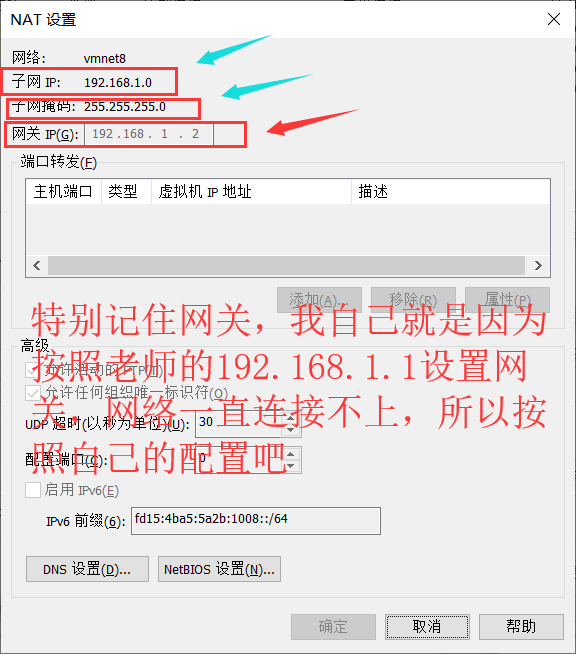 NAT 设置
网络: vmnet8
子网 IP: 192.168.1.0
子网掩码: 255.255.255.0
网关 IP(G): 192.168. 1 . 2
端口转发(F)
主机端口 类型 虚拟机 IP 地址 描述
添加(A)... 移除(R) 属性(P)
特别记住网关，我自己就是因为
高级
按照老师的192.168.1.1设置网
允许活动的 FTP(T)
允许任何组织唯一标识符(O)
关，网络一直连接不上，所以按
UDP 超时(以秒为单位)(U): 30
照自己的配置吧
配置端口(C): 0
启用 IPv6(E)
IPv6 前缀(6): fd15:4ba5:5a2b:1008::/64
DNS 设置(D)... NetBIOS 设置(N)...
确定 取消 帮助